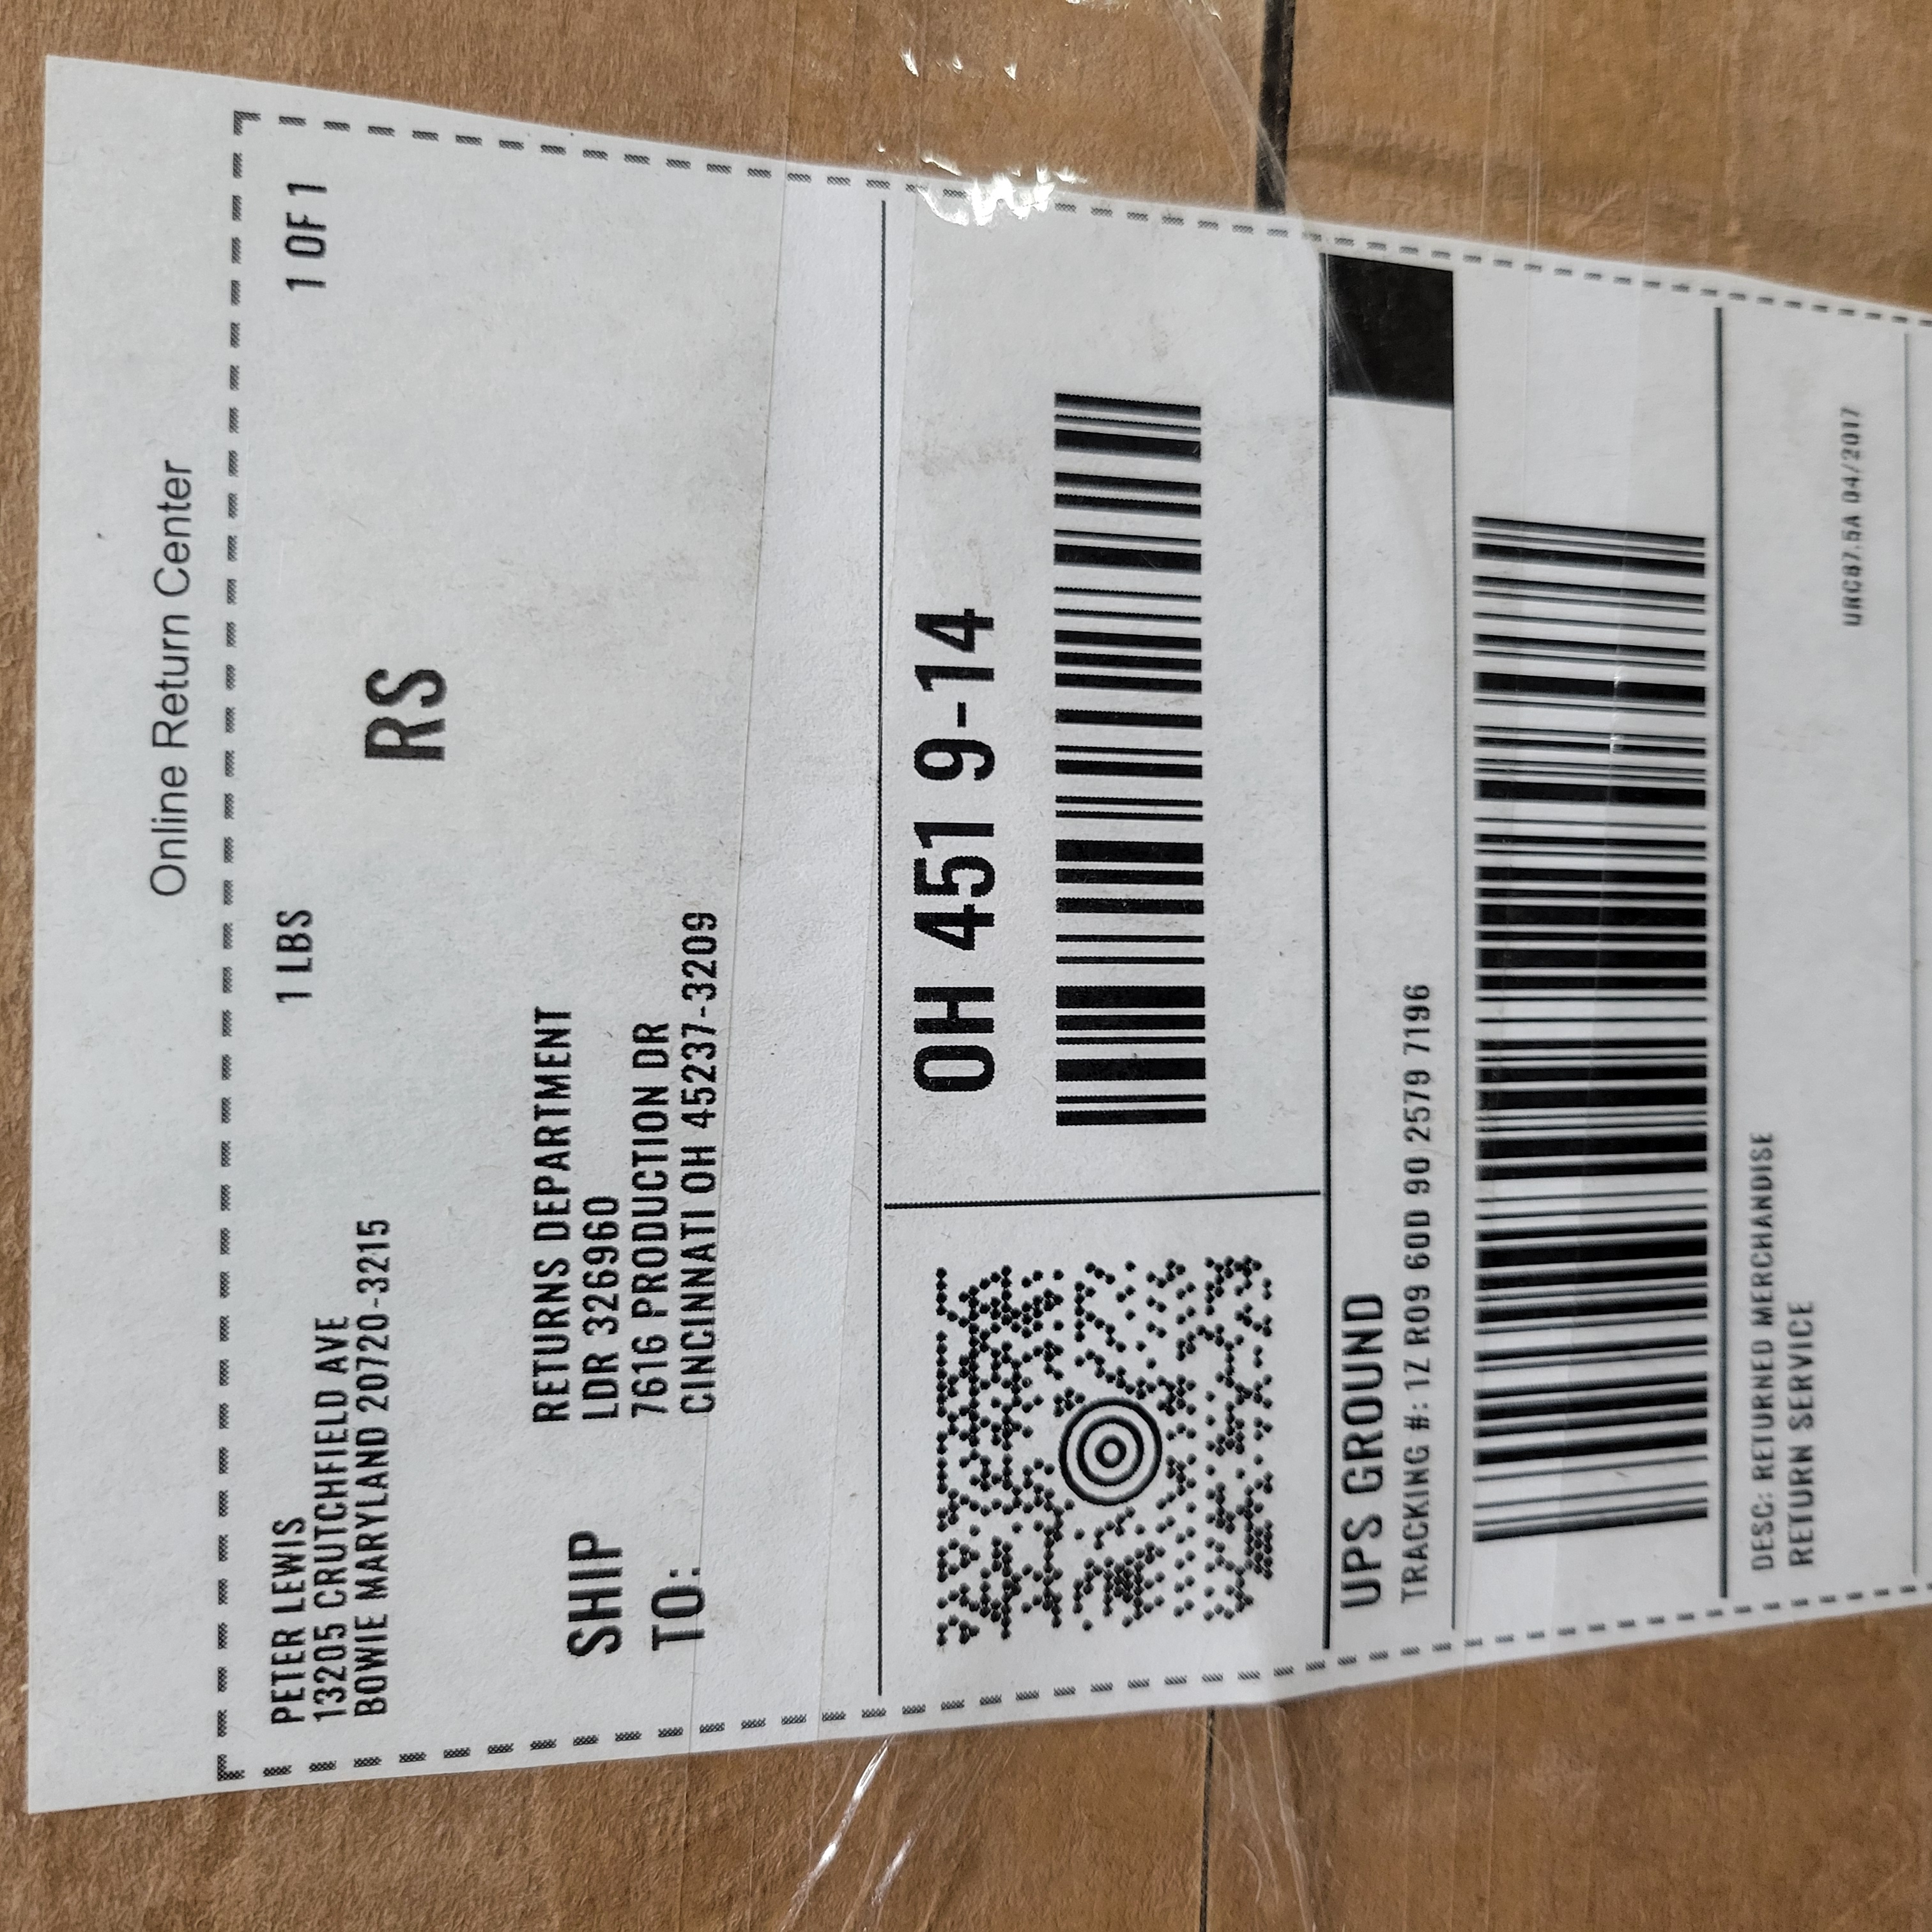 Online Return Center
PETER LEWIS
13205 CRUTCHFIELD AVE
BOWIE MARYLAND 20720-3215
1 LBS
1 OF 1
RS
SHIP
TO:
RETURNS DEPARTMENT
LDR 326960
7616 PRODUCTION DR
CINCINNATI OH 45237-3209
OH 451 9-14
UPS GROUND
TRACKING #: 1Z R09 60D 90 2579 7196
DESC: RETURNED MERCHANDISE
RETURN SERVICE
URC87.5A 04/2017